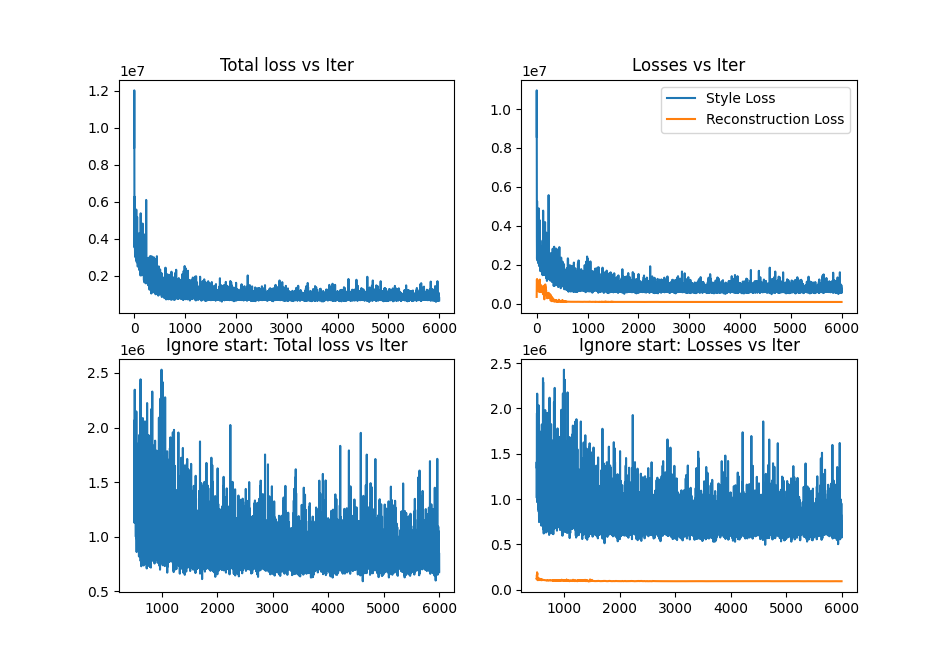 Total loss vs Iter
1e7
1.2
1.0
0.8
0.6
0.4
0.2
0 1000 2000 3000 4000 5000 6000
Losses vs Iter
1e7
Style Loss
Reconstruction Loss
1.0
0.8
0.6
0.4
0.2
0.0
0 1000 2000 3000 4000 5000 6000
Ignore start: Total loss vs Iter
1e6
2.5
2.0
1.5
1.0
0.5
1000 2000 3000 4000 5000 6000
Ignore start: Losses vs Iter
1e6
2.5
2.0
1.5
1.0
0.5
0.0
1000 2000 3000 4000 5000 6000